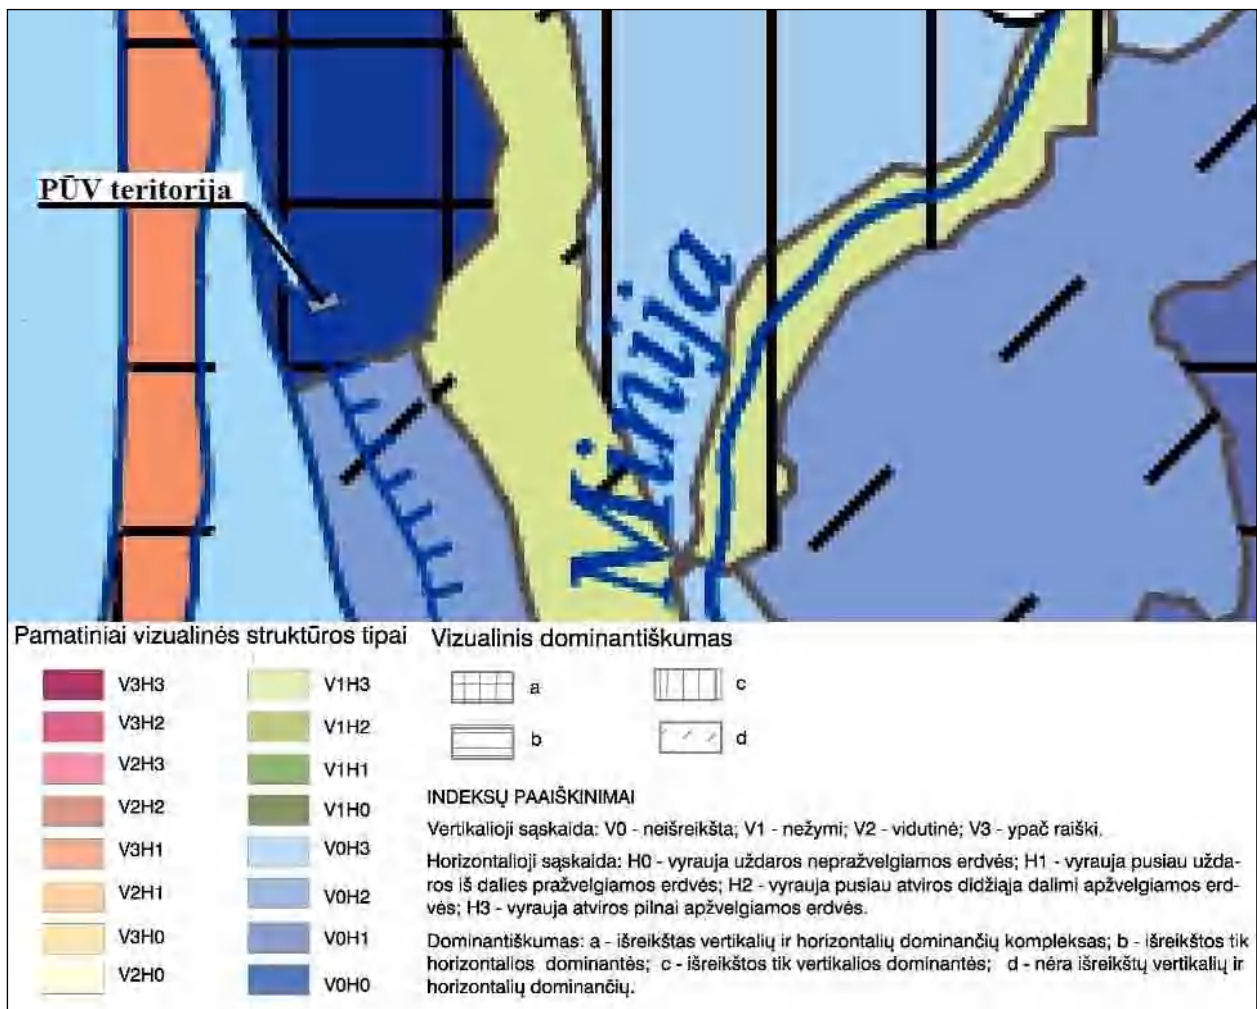 PŪV teritorija
Minija
Pamatiniai vizualinės struktūros tipai
V3H3
V3H2
V2H3
V2H2
V3H1
V2H1
V3H0
V2H0
V1H3
V1H2
V1H1
V1H0
V0H3
V0H2
V0H1
V0H0
Vizualinis dominantiškumas
a
c
b
d
INDEKSŲ PAAIŠKINIMAI
Vertikalioji sąskaida: V0 - neišreikšta; V1 - nežymi; V2 - vidutinė; V3 - ypač raiški.
Horizontalioji sąskaida: H0 - vyrauja uždaros nepražvelgiamos erdvės; H1 - vyrauja pusiau užda-
ros iš dalies pražvelgiamos erdvės; H2 - vyrauja pusiau atviros didžiąja dalimi apžvelgiamos erd-
vės; H3 - vyrauja atviros pilnai apžvelgiamos erdvės.
Dominantiškumas: a - išreikštas vertikalių ir horizontalių dominančių kompleksas; b - išreikštos tik
horizontalios dominantės; c - išreikštos tik vertikalios dominantės; d - nėra išreikštų vertikalių ir
horizontalių dominančių.